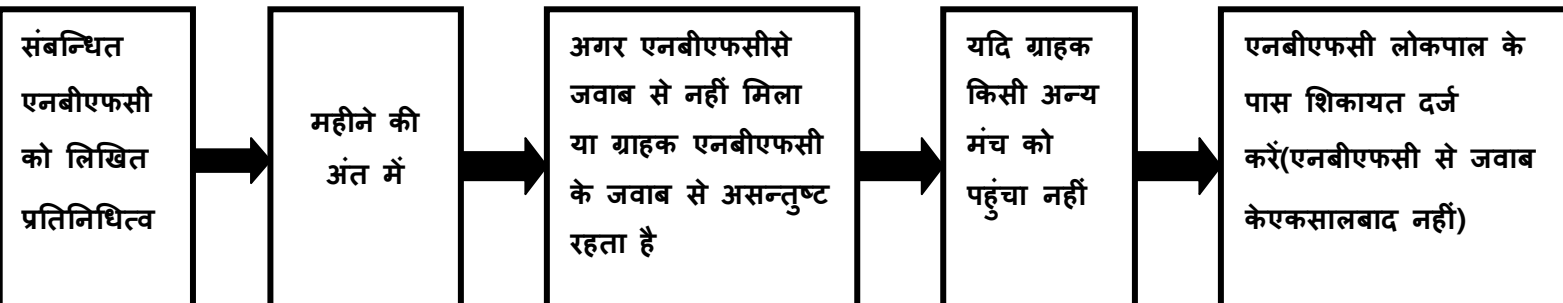 संबन्धित
एनबीएफसी
को लिखित
प्रतिनिधित्व
महीने की
अंत में
अगर एनबीएफसीसे
जवाब से नहीं मिला
या ग्राहक एनबीएफसी
के जवाब से असन्तुष्ट
रहता है
यदि ग्राहक
किसी अन्य
मंच को
पहुंचा नहीं
एनबीएफसी लोकपाल के
पास शिकायत दर्ज
करें(एनबीएफसी से जवाब
केएकसालबाद नहीं)